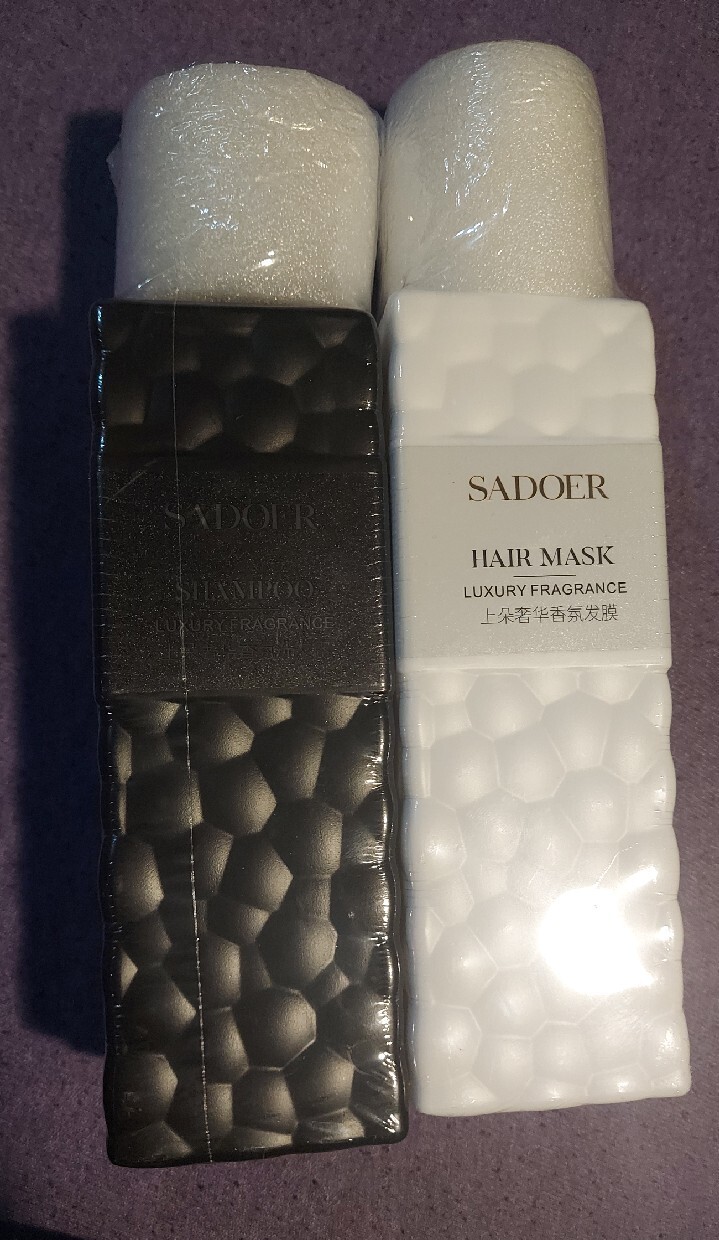 SADOER
SHAMPOO
LUXURY FRAGRANCE
SADOER
HAIR MASK
LUXURY FRAGRANCE
上朵奢华香氛发膜